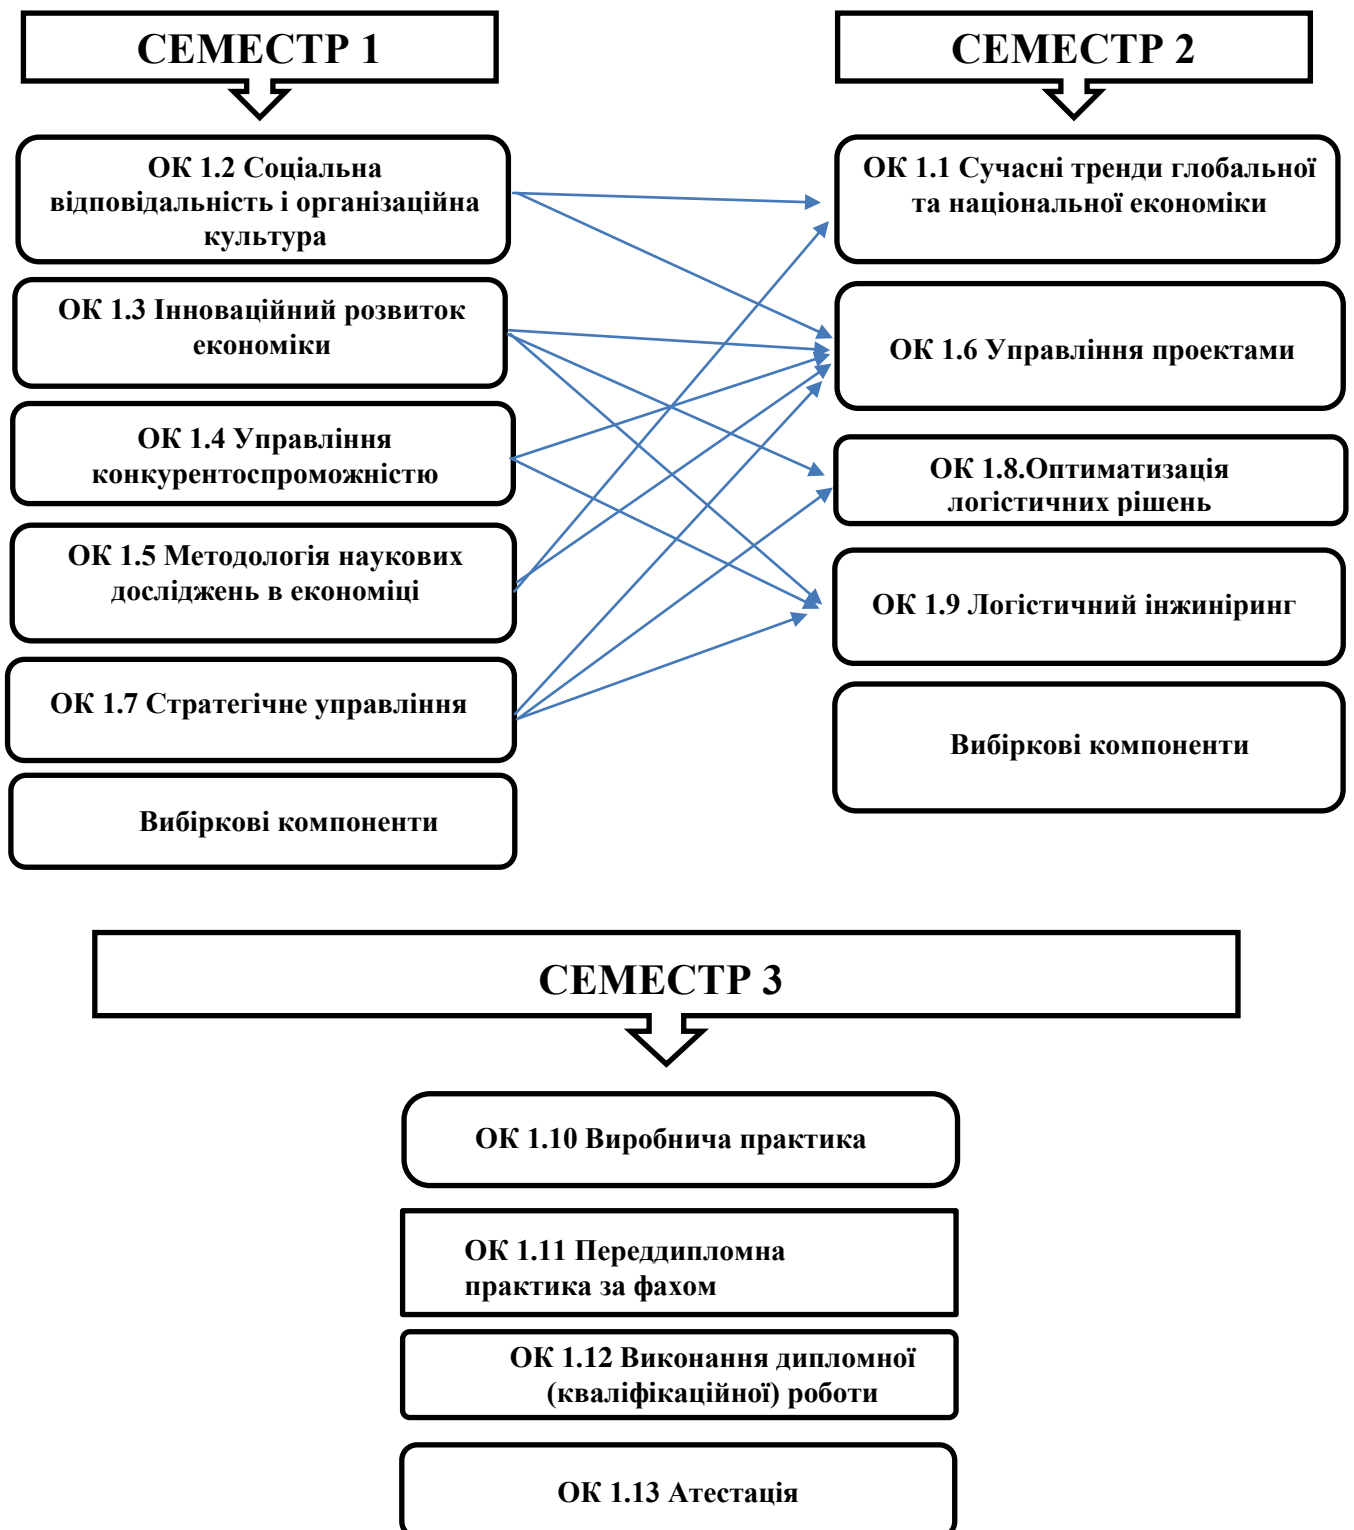 СЕМЕСТР 1
ОК 1.2 Соціальна
відповідальність і організаційна
культура
ОК 1.3 Інноваційний розвиток
економіки
ОК 1.4 Управління
конкурентоспроможністю
ОК 1.5 Методологія наукових
досліджень в економіці
ОК 1.7 Стратегічне управління
Вибіркові компоненти
СЕМЕСТР 2
ОК 1.1 Сучасні тренди глобальної
та національної економіки
ОК 1.6 Управління проектами
ОК 1.8.Оптиматизація
логістичних рішень
ОК 1.9 Логістичний інжиніринг
Вибіркові компоненти
СЕМЕСТР 3
ОК 1.10 Виробнича практика
ОК 1.11 Переддипломна
практика за фахом
ОК 1.12 Виконання дипломної
(кваліфікаційної) роботи
ОК 1.13 Атестація